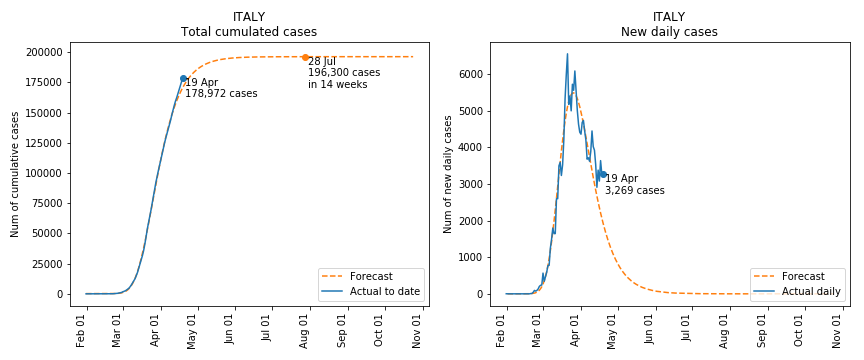 ITALY
Total cumulated cases
Num of cumulative cases
200000
175000
150000
125000
100000
75000
50000
25000
0
28 Jul
196,300 cases
in 14 weeks
19 Apr
178,972 cases
Forecast
Actual to date
Feb 01
Mar 01
Apr 01
May 01
Jun 01
Jul 01
Aug 01
Sep 01
Oct 01
Nov 01
ITALY
New daily cases
Num of new daily cases
6000
5000
4000
3000
2000
1000
0
19 Apr
3,269 cases
Forecast
Actual daily
Feb 01
Mar 01
Apr 01
May 01
Jun 01
Jul 01
Aug 01
Sep 01
Oct 01
Nov 01